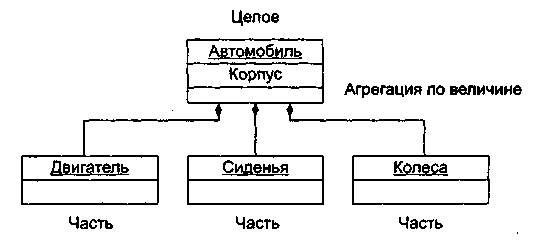 Целое
Автомобиль
Корпус
Агрегация по величине
Двигатель
Сиденья
Колеса
Часть
Часть
Часть